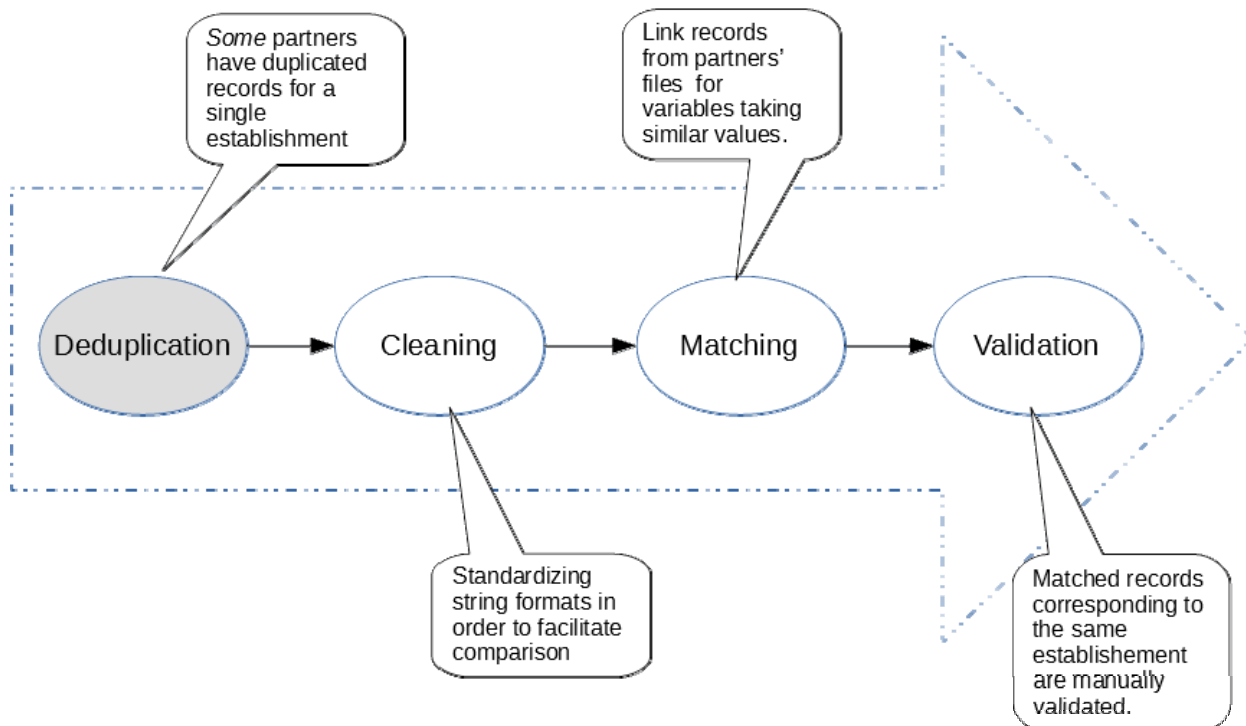 Some partners
have duplicated
records for a
single
establishment
Link records
from partners’
files for
variables taking
similar values.
Deduplication
Cleaning
Matching
Validation
Standardizing
string formats in
order to facilitate
comparison
Matched records
corresponding to
the same
establishement
are manually
validated.